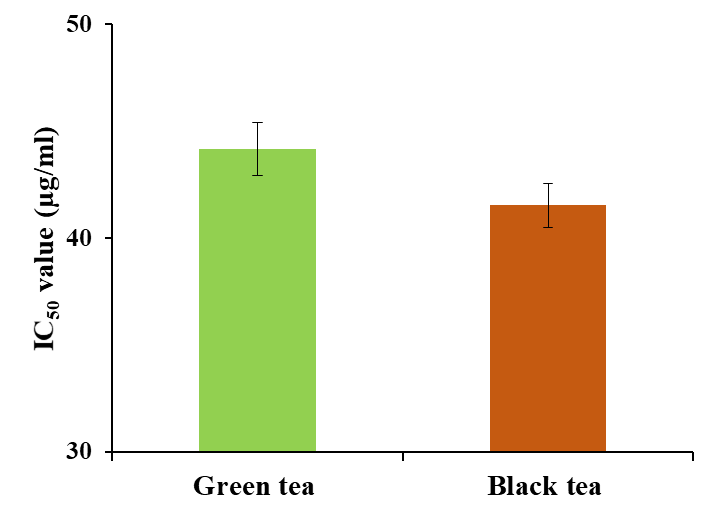 50
40
30
IC50 value (µg/ml)
Green tea
Black tea